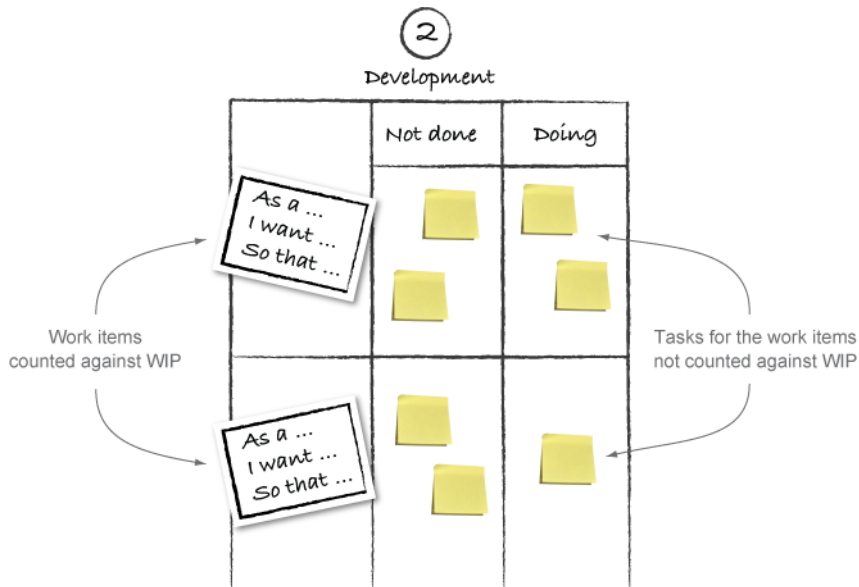 2
Development
Not done
Doing
As a ...
I want ...
So that ...
Work items
counted against WIP
Tasks for the work items
not counted against WIP
As a ...
I want ...
So that ...